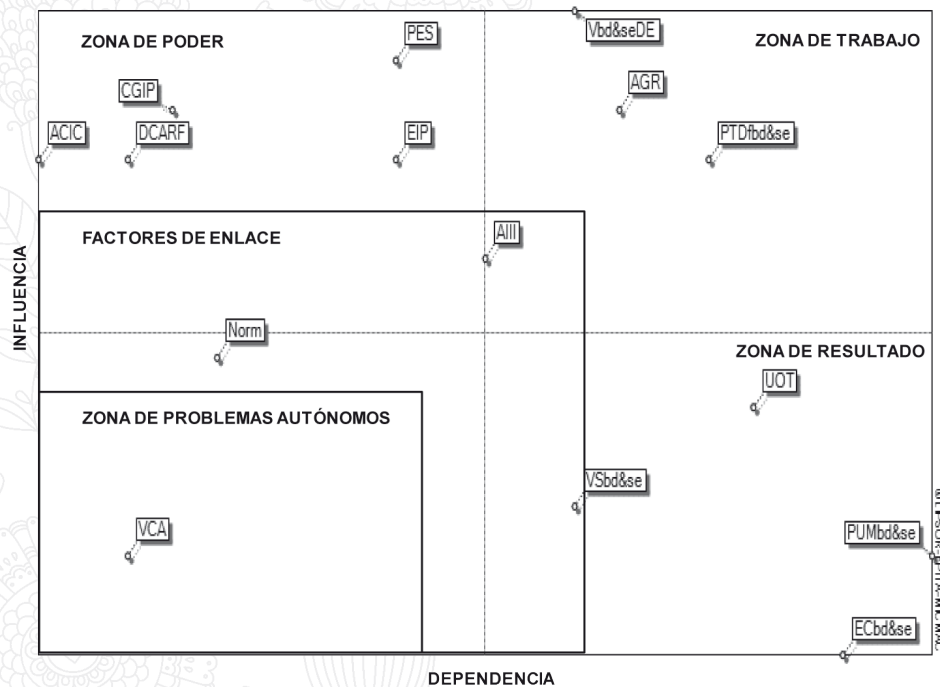 ZONA DE PODER
PES
Vbd&seDE
ZONA DE TRABAJO
CGIP
AGR
ACIC
DCARF
EIP
PTDfbd&se
FACTORES DE ENLACE
AIII
INFLUENCIA
Norm
ZONA DE RESULTADO
UOT
ZONA DE PROBLEMAS AUTÓNOMOS
VSbd&se
VCA
PUMbd&se
ECbd&se
DEPENDENCIA